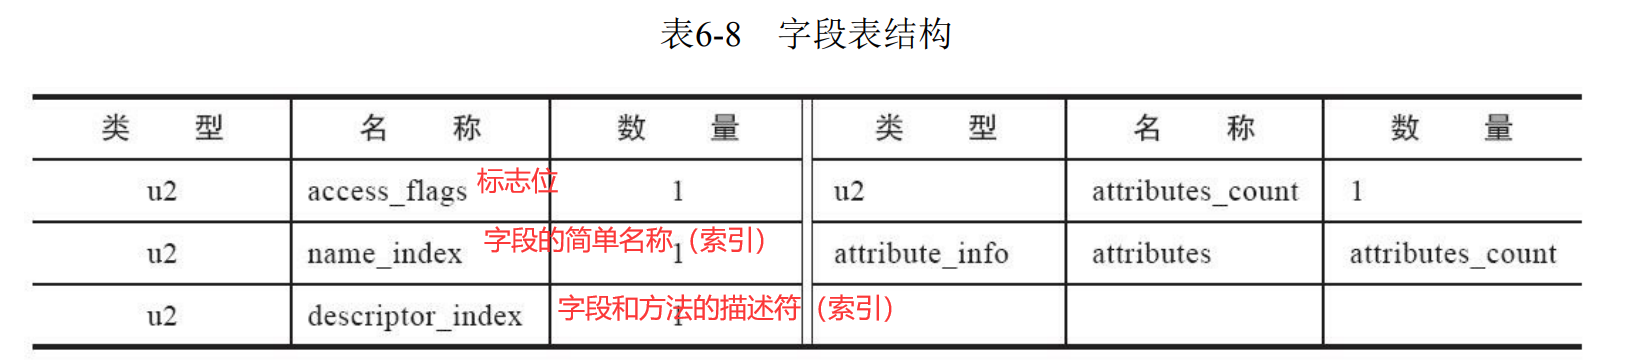 表6-8 字段表结构
类 型 名 称 数 量 类 型 名 称 数 量
u2 access_flags 标志位 1 u2 attributes_count 1
u2 name_index 字段的简单名称（索引） 1 attribute_info attributes attributes_count
u2 descriptor_index 字段和方法的描述符（索引） 1